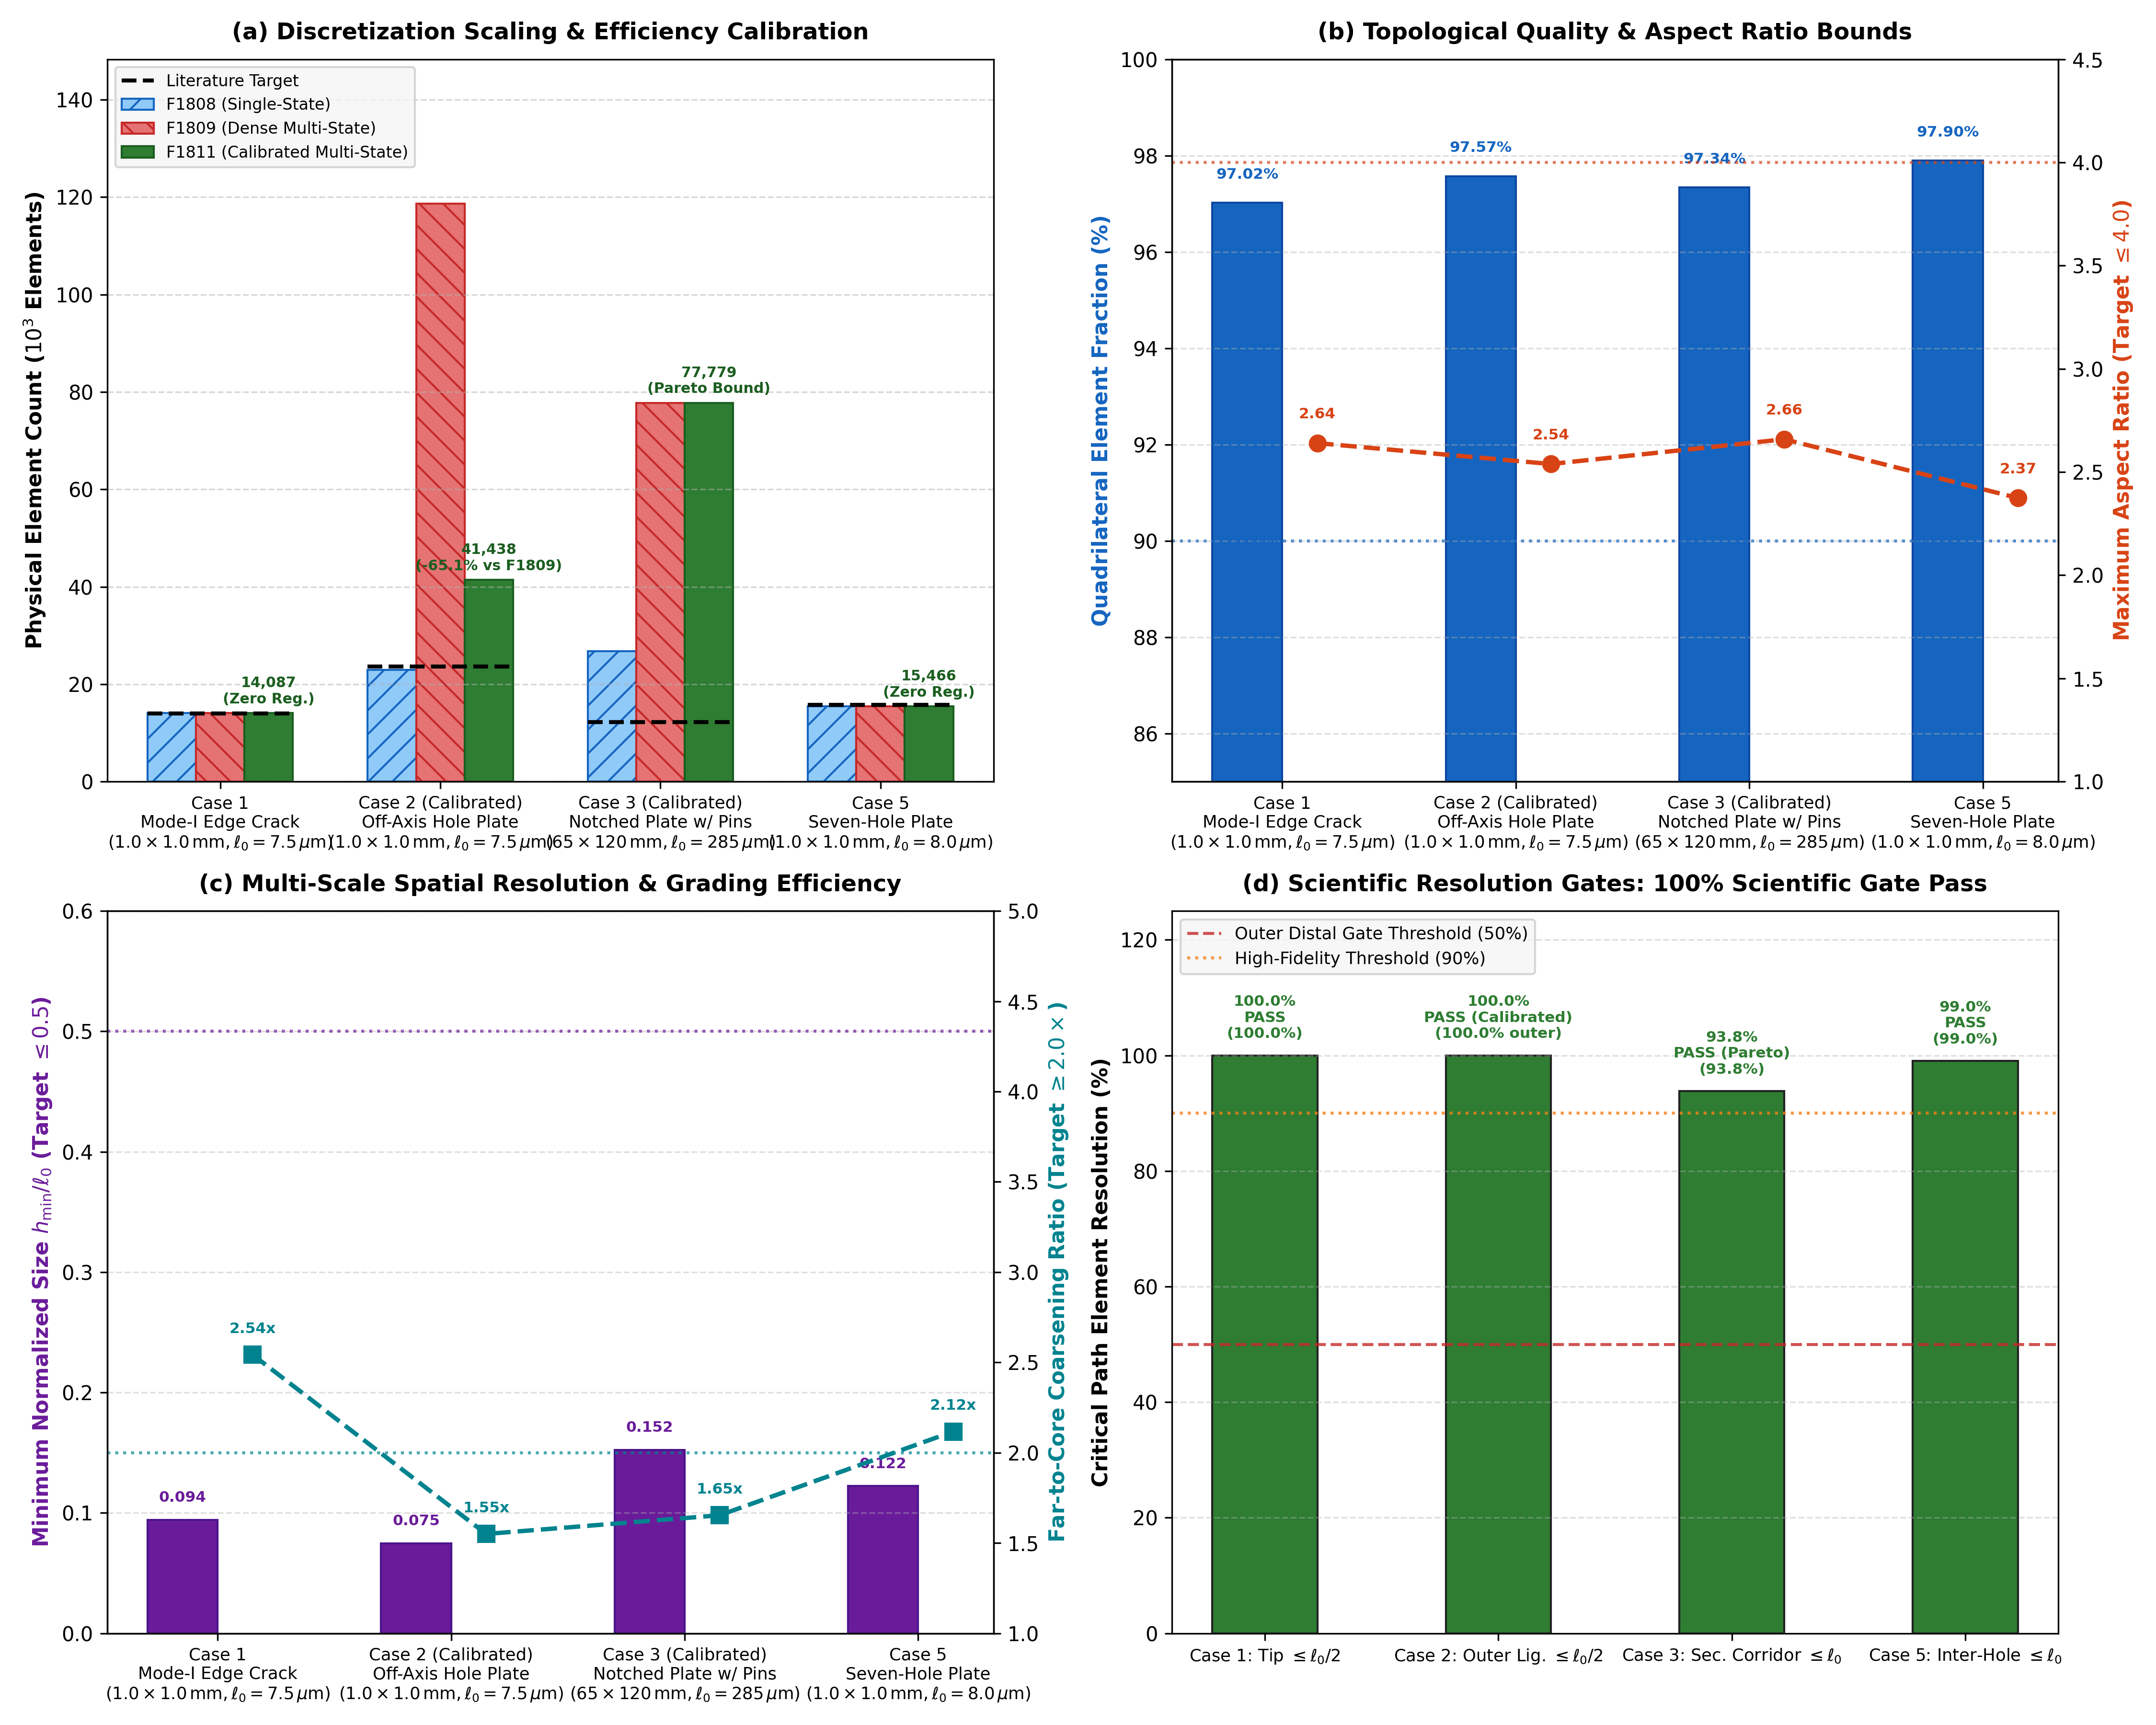 (a) Discretization Scaling & Efficiency Calibration
Physical Element Count (10³ Elements)
140
120
100
80
60
40
20
0
Literature Target
F1808 (Single-State)
F1809 (Dense Multi-State)
F1811 (Calibrated Multi-State)
14,087
(Zero Reg.)
41,438
(-65.1% vs F1809)
77,779
(Pareto Bound)
15,466
(Zero Reg.)
Case 1
Mode-I Edge Crack
(1.0 × 1.0 mm, ℓ₀ = 7.5 μm)
Case 2 (Calibrated)
Off-Axis Hole Plate
(1.0 × 1.0 mm, ℓ₀ = 7.5 μm)
Case 3 (Calibrated)
Notched Plate w/ Pins
(65 × 120 mm, ℓ₀ = 285 μm)
Case 5
Seven-Hole Plate
(1.0 × 1.0 mm, ℓ₀ = 8.0 μm)
(b) Topological Quality & Aspect Ratio Bounds
Quadrilateral Element Fraction (%)
100
98
96
94
92
90
88
86
97.02%
97.57%
97.34%
97.90%
2.64
2.54
2.66
2.37
4.5
4.0
3.5
3.0
2.5
2.0
1.5
1.0
Maximum Aspect Ratio (Target ≤ 4.0)
Case 1
Mode-I Edge Crack
(1.0 × 1.0 mm, ℓ₀ = 7.5 μm)
Case 2 (Calibrated)
Off-Axis Hole Plate
(1.0 × 1.0 mm, ℓ₀ = 7.5 μm)
Case 3 (Calibrated)
Notched Plate w/ Pins
(65 × 120 mm, ℓ₀ = 285 μm)
Case 5
Seven-Hole Plate
(1.0 × 1.0 mm, ℓ₀ = 8.0 μm)
(c) Multi-Scale Spatial Resolution & Grading Efficiency
Minimum Normalized Size h_min/ℓ₀ (Target ≤ 0.5)
0.6
0.5
0.4
0.3
0.2
0.1
0.0
2.54x
1.55x
1.65x
2.12x
0.094
0.075
0.152
0.122
5.0
4.5
4.0
3.5
3.0
2.5
2.0
1.5
1.0
Far-to-Core Coarsening Ratio (Target ≥ 2.0 ×)
Case 1
Mode-I Edge Crack
(1.0 × 1.0 mm, ℓ₀ = 7.5 μm)
Case 2 (Calibrated)
Off-Axis Hole Plate
(1.0 × 1.0 mm, ℓ₀ = 7.5 μm)
Case 3 (Calibrated)
Notched Plate w/ Pins
(65 × 120 mm, ℓ₀ = 285 μm)
Case 5
Seven-Hole Plate
(1.0 × 1.0 mm, ℓ₀ = 8.0 μm)
(d) Scientific Resolution Gates: 100% Scientific Gate Pass
Critical Path Element Resolution (%)
120
100
80
60
40
20
0
Outer Distal Gate Threshold (50%)
High-Fidelity Threshold (90%)
100.0%
PASS
(100.0%)
100.0%
PASS (Calibrated)
(100.0% outer)
93.8%
PASS (Pareto)
(93.8%)
99.0%
PASS
(99.0%)
Case 1: Tip ≤ℓ₀/2
Case 2: Outer Lig. ≤ℓ₀/2
Case 3: Sec. Corridor ≤ℓ₀
Case 5: Inter-Hole ≤ℓ₀